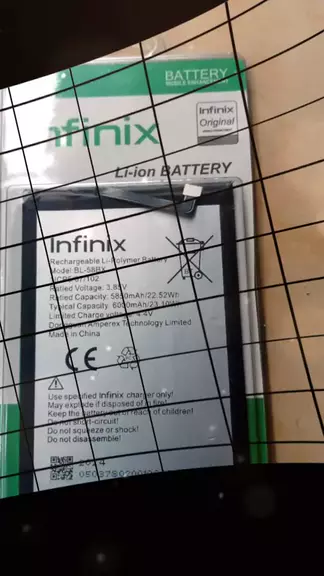 BATTERY
nfinix
Infinix
Original
Li-ion BATTERY
Infinix
Rechargeable Li-Polymer Battery
Model: BL-58BX
Rated Voltage: 3.85V
Rated Capacity: 5850mAh/22.52Wh
Typical Capacity: 6000mAh/23.10Wh
Limited Charge voltage: 4.4V
Dongguan Amperex Technology Limited
Made in China
CE
Use specified Infinix charger only!
May explode if disposed of in fire!
Keep the battery out of reach of children!
Do not short-circuit!
Do not squeeze or shock!
Do not disassemble!